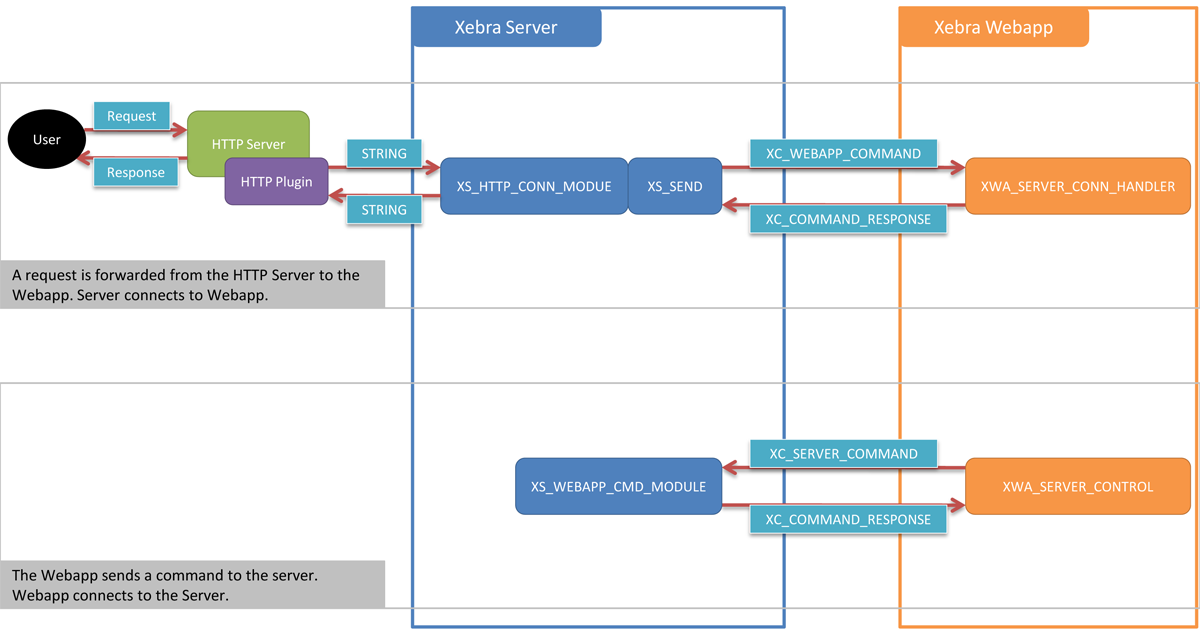 Xebra Server
Xebra Webapp
Request
User
HTTP Server
Response
HTTP Plugin
STRING
STRING
XS_HTTP_CONN_MODUE
XS_SEND
XC_WEBAPP_COMMAND
XC_COMMAND_RESPONSE
XWA_SERVER_CONN_HANDLER
A request is forwarded from the HTTP Server to the
Webapp. Server connects to Webapp.
XC_SERVER_COMMAND
XS_WEBAPP_CMD_MODULE
XWA_SERVER_CONTROL
XC_COMMAND_RESPONSE
The Webapp sends a command to the server.
Webapp connects to the Server.